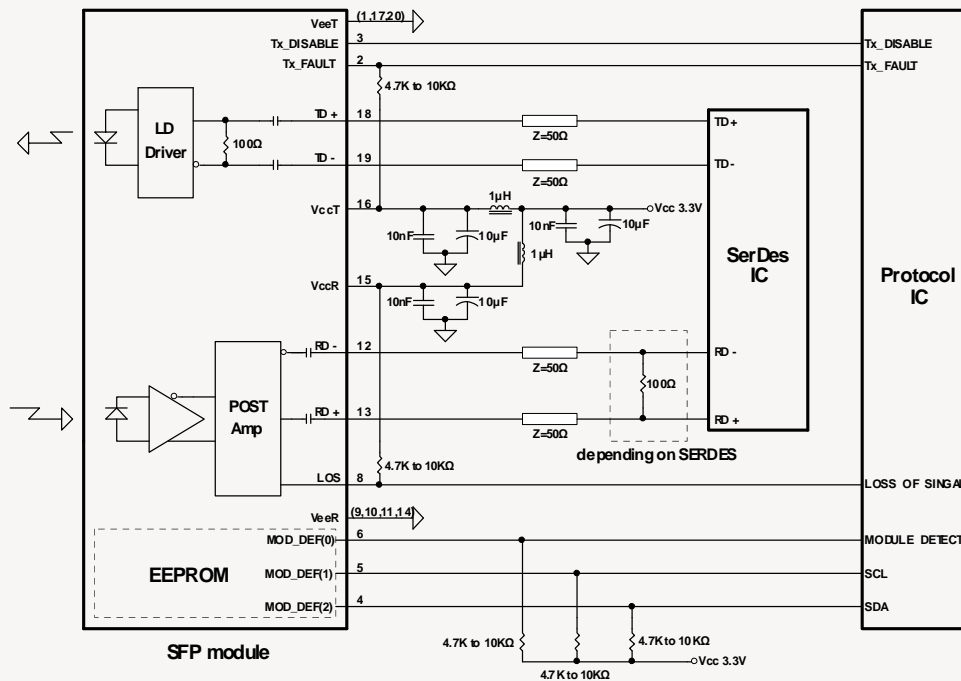 VeeT (1,17,20)
Tx_DISABLE 3 Tx_DISABLE
Tx_FAULT 2 Tx_FAULT
4.7K to 10KΩ
LD Driver
100Ω
TD+ 18 TD+
Z=50Ω
TD- 19 TD-
Z=50Ω
1µH
VccT 16 Vcc 3.3V
10nF 10µF 10nF 10µF
1µH
SerDes IC
Protocol IC
VccR 15
10nF 10µF
RD- 12 RD-
Z=50Ω
100Ω
POST Amp
RD+ 13 RD+
Z=50Ω
depending on SERDES
4.7K to 10KΩ
LOS 8 LOSS OF SINGAL
VeeR (9,10,11,14)
MOD_DEF(0) 6 MODULE DETECT
EEPROM
MOD_DEF(1) 5 SCL
MOD_DEF(2) 4 SDA
4.7K to 10KΩ 4.7K to 10KΩ
SFP module
Vcc 3.3V
4.7K to 10KΩ